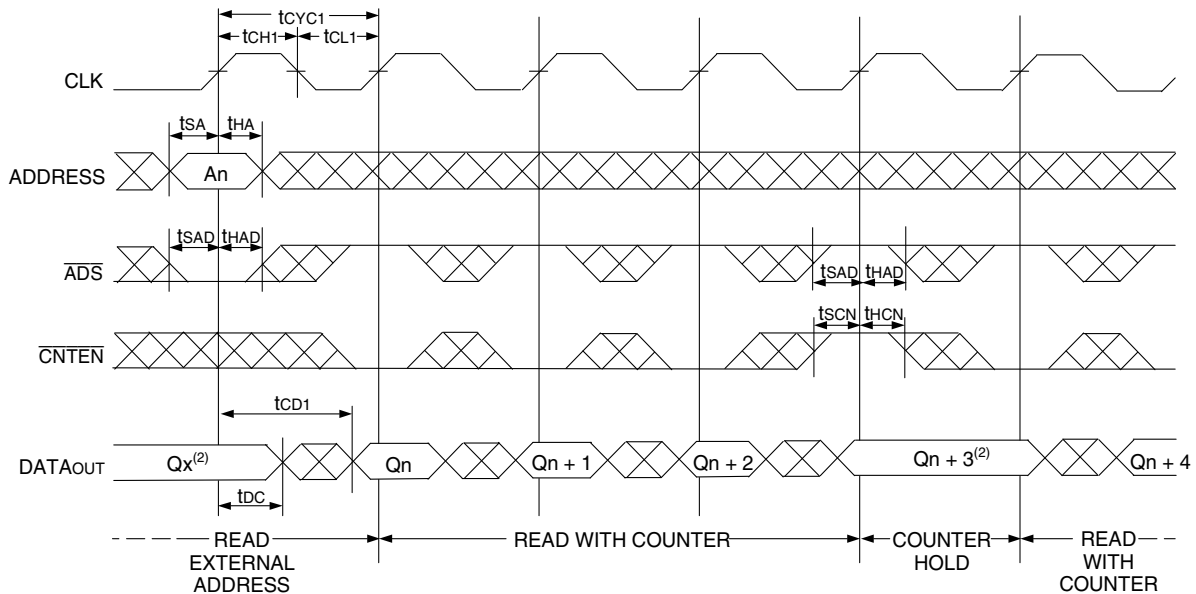 tCYC1
tCH1
tCL1
CLK
tSA
tHA
ADDRESS
An
tSAD
tHAD
ADS
tSAD
tHAD
tSCN
tHCN
CNTEN
tCD1
DATAOUT
Qx(2)
Qn
Qn + 1
Qn + 2
Qn + 3(2)
Qn + 4
tDC
READ
EXTERNAL
ADDRESS
READ WITH COUNTER
COUNTER
HOLD
READ
WITH
COUNTER